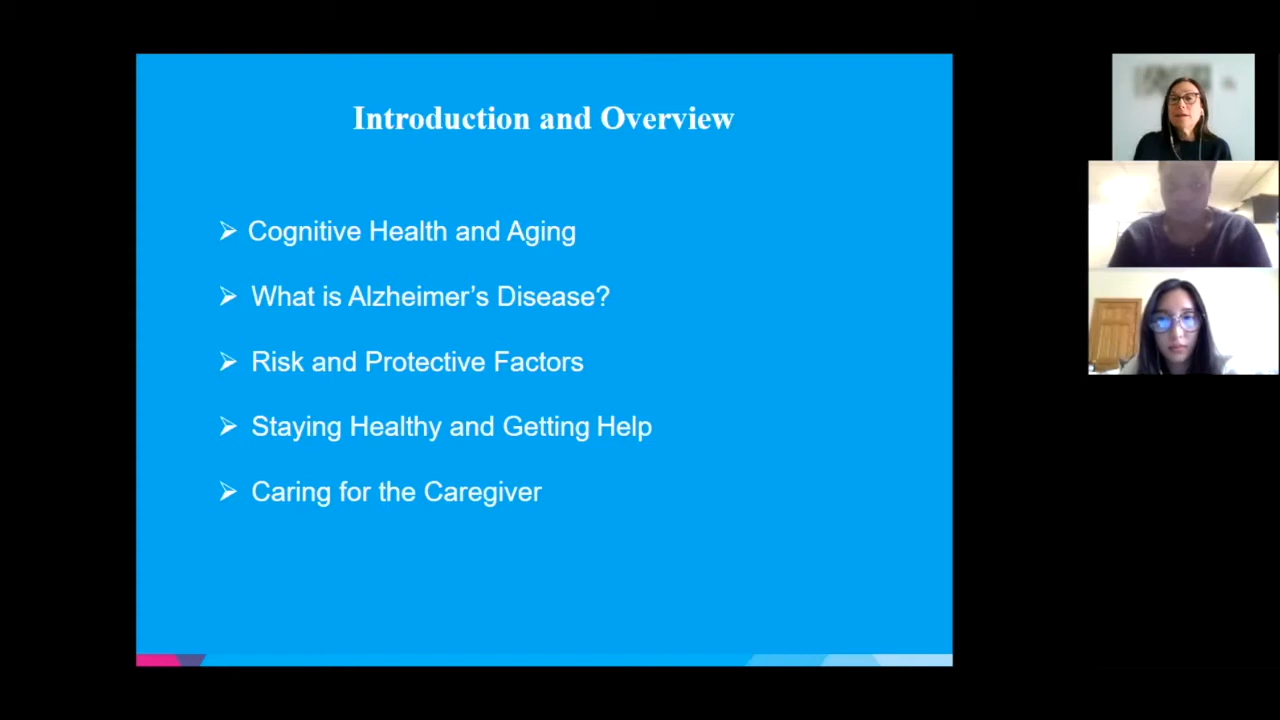 Introduction and Overview
➢ Cognitive Health and Aging
➢ What is Alzheimer’s Disease?
➢ Risk and Protective Factors
➢ Staying Healthy and Getting Help
➢ Caring for the Caregiver